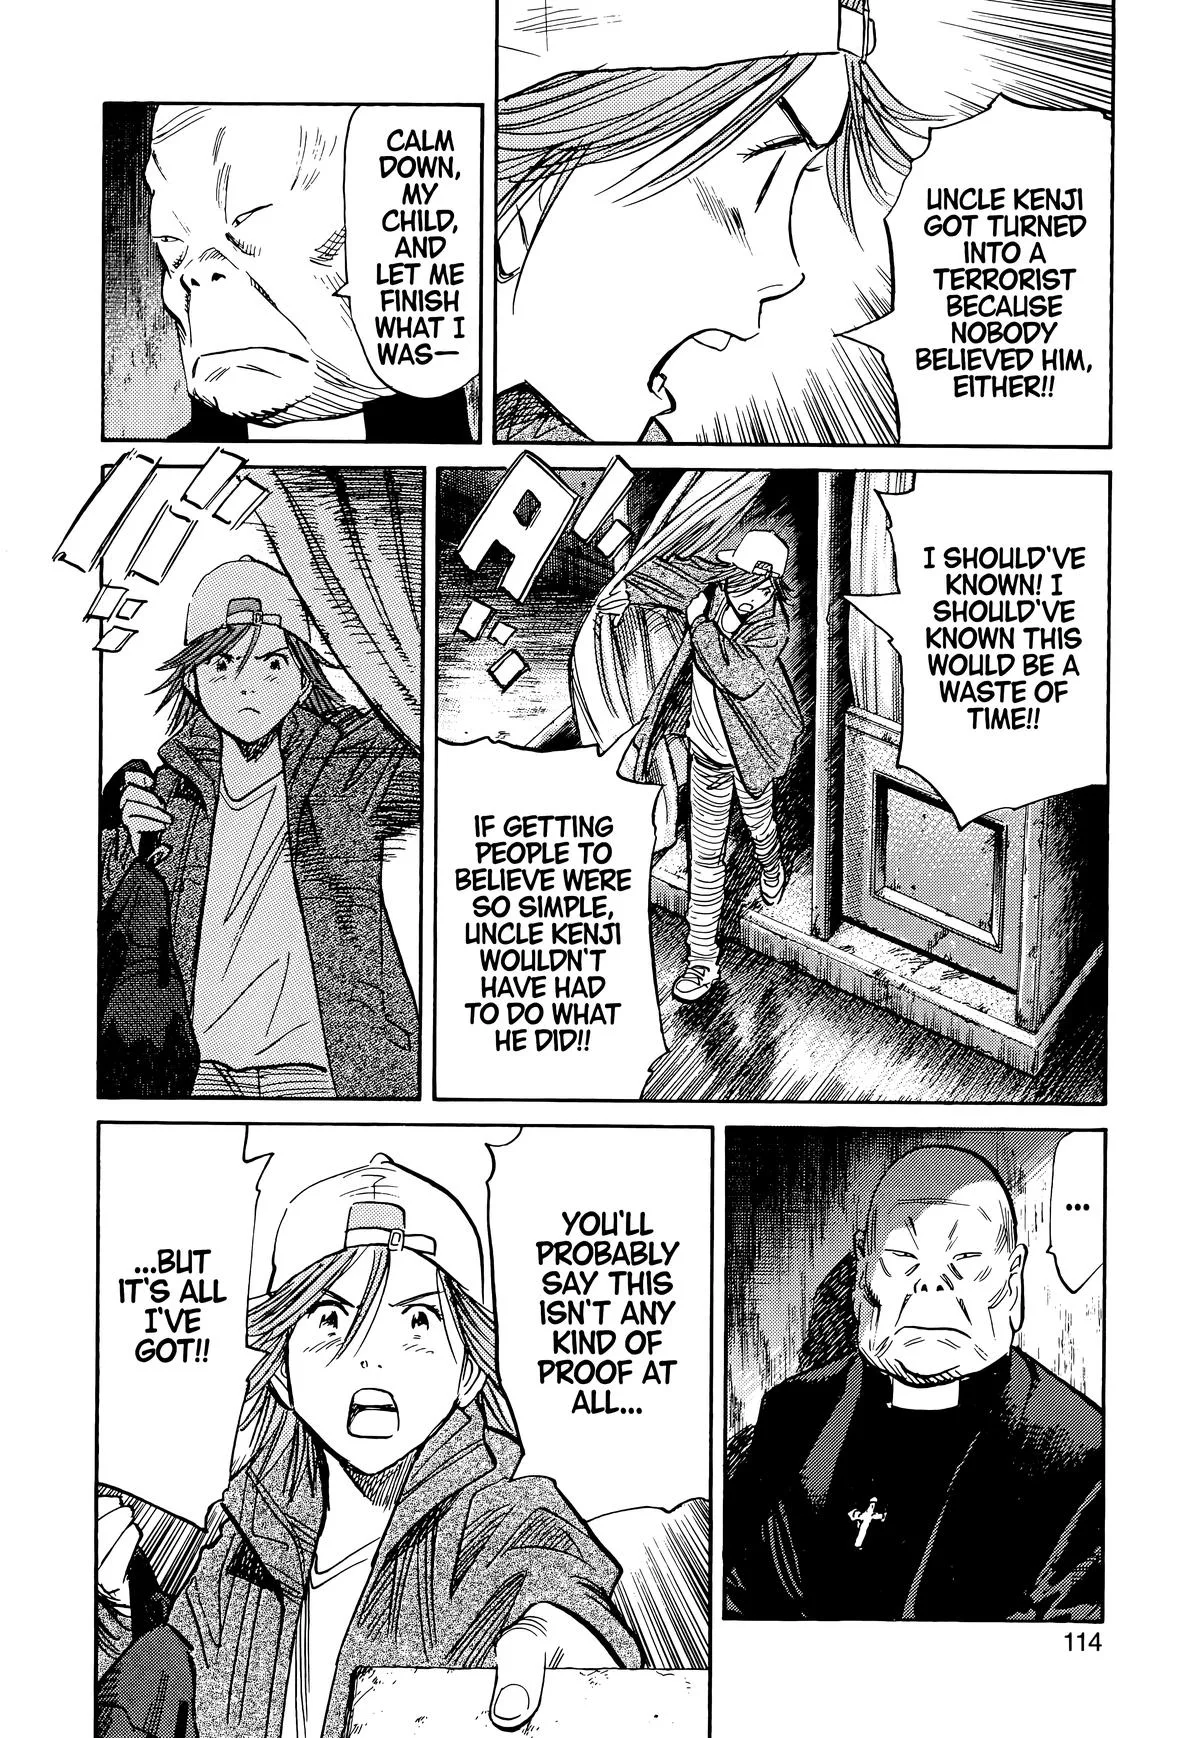 UNCLE KENJI
GOT TURNED
INTO A
TERRORIST
BECAUSE
NOBODY
BELIEVED HIM,
EITHER!!
CALM
DOWN,
MY
CHILD,
AND
LET ME
FINISH
WHAT I
WAS—
I SHOULD'VE
KNOWN! I
SHOULD'VE
KNOWN THIS
WOULD BE A
WASTE OF
TIME!!
IF GETTING
PEOPLE TO
BELIEVE WERE
SO SIMPLE,
UNCLE KENJI
WOULDN'T
HAVE HAD
TO DO WHAT
HE DID!!
...
YOU'LL
PROBABLY
SAY THIS
ISN'T ANY
KIND OF
PROOF AT
ALL...
...BUT
IT'S ALL
I'VE
GOT!!
114